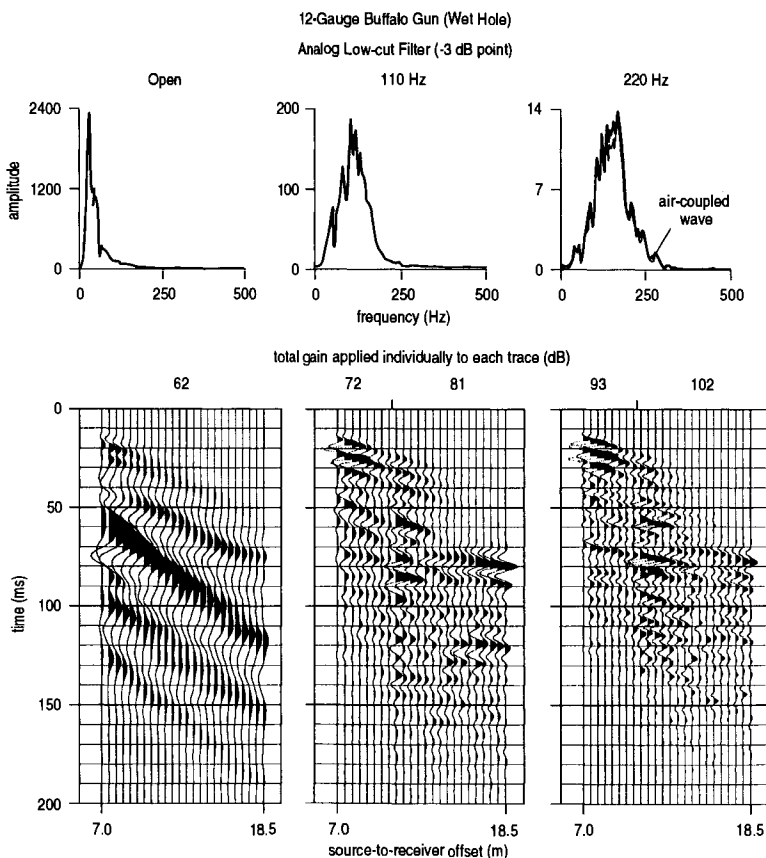 12-Gauge Buffalo Gun (Wet Hole)
Analog Low-cut Filter (-3 dB point)
Open
110 Hz
220 Hz
2400
1200
0
amplitude
0
250
500
200
100
0
0
250
500
frequency (Hz)
14
7
0
air-coupled
wave
0
250
500
total gain applied individually to each trace (dB)
62
72
81
93
102
0
50
100
150
200
time (ms)
7.0
18.5
7.0
18.5
7.0
18.5
source-to-receiver offset (m)